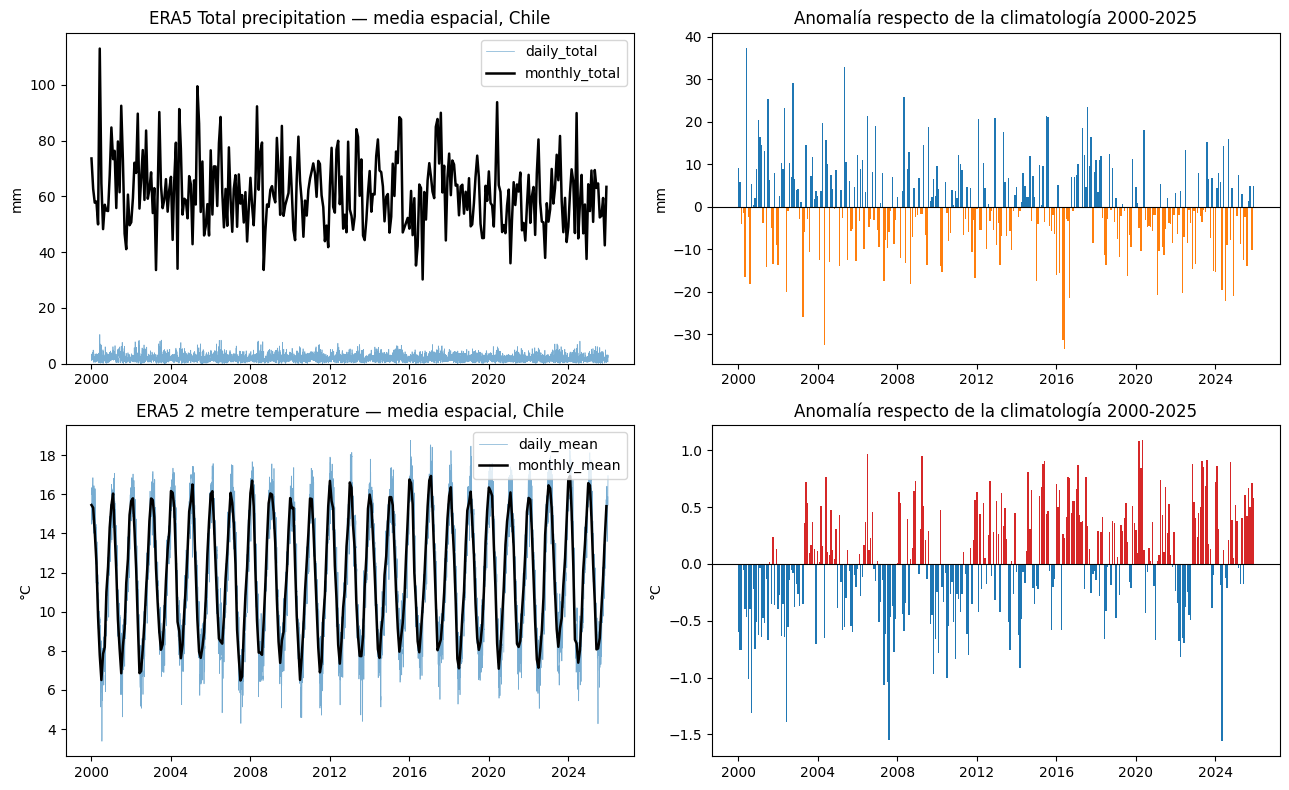 ERA5 Total precipitation — media espacial, Chile
daily_total
monthly_total
mm
100
80
60
40
20
0
2000 2004 2008 2012 2016 2020 2024
Anomalía respecto de la climatología 2000-2025
mm
40
30
20
10
0
−10
−20
−30
2000 2004 2008 2012 2016 2020 2024
ERA5 2 metre temperature — media espacial, Chile
daily_mean
monthly_mean
°C
18
16
14
12
10
8
6
4
2000 2004 2008 2012 2016 2020 2024
Anomalía respecto de la climatología 2000-2025
°C
1.0
0.5
0.0
−0.5
−1.0
−1.5
2000 2004 2008 2012 2016 2020 2024